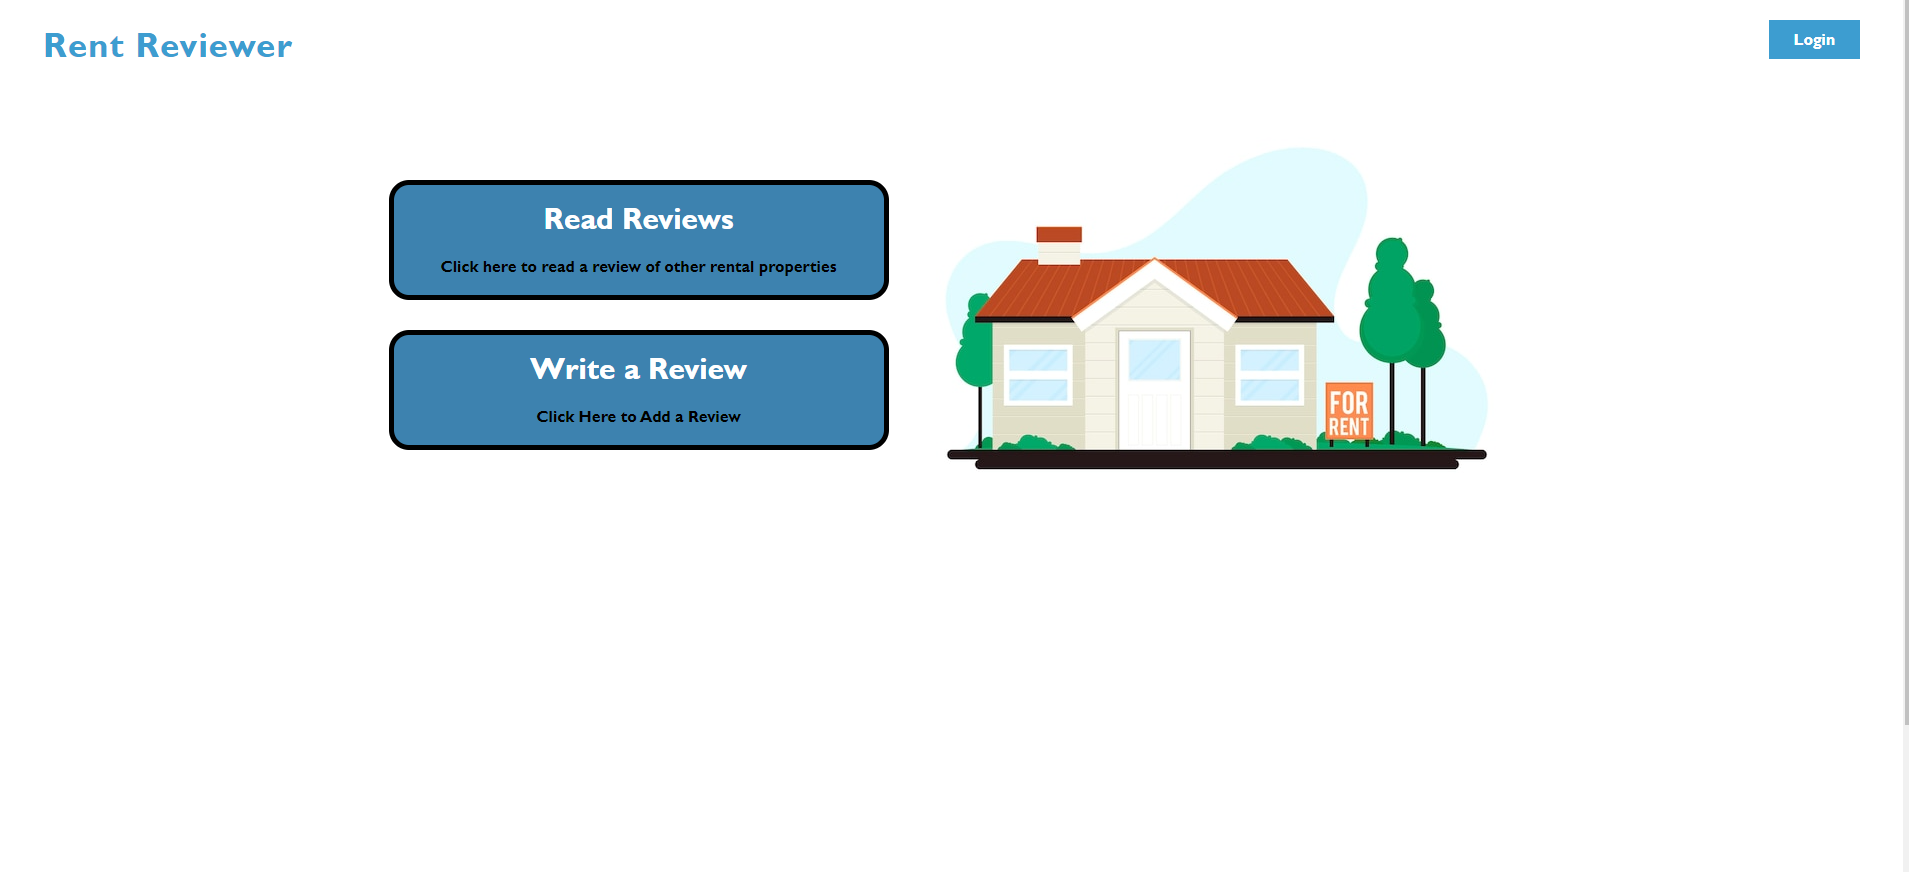 Rent Reviewer
Login
Read Reviews
Click here to read a review of other rental properties
Write a Review
Click Here to Add a Review
FOR
RENT